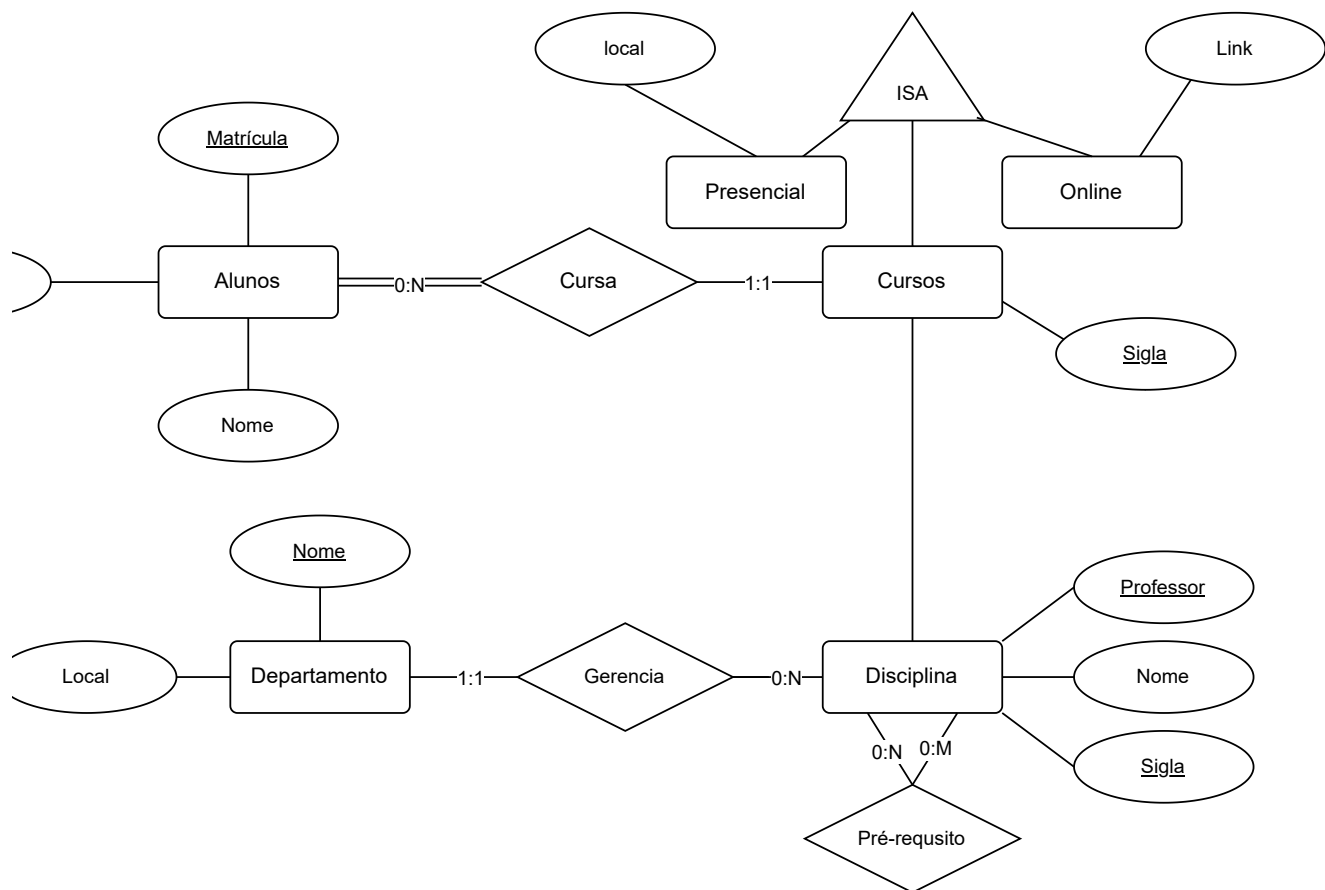 local
ISA
Link
Matrícula
Presencial
Online
Alunos
0:N
Cursa
1:1
Cursos
Sigla
Nome
Nome
Professor
Local
Departamento
1:1
Gerencia
0:N
Disciplina
Nome
0:N
0:M
Sigla
Pré-requsito